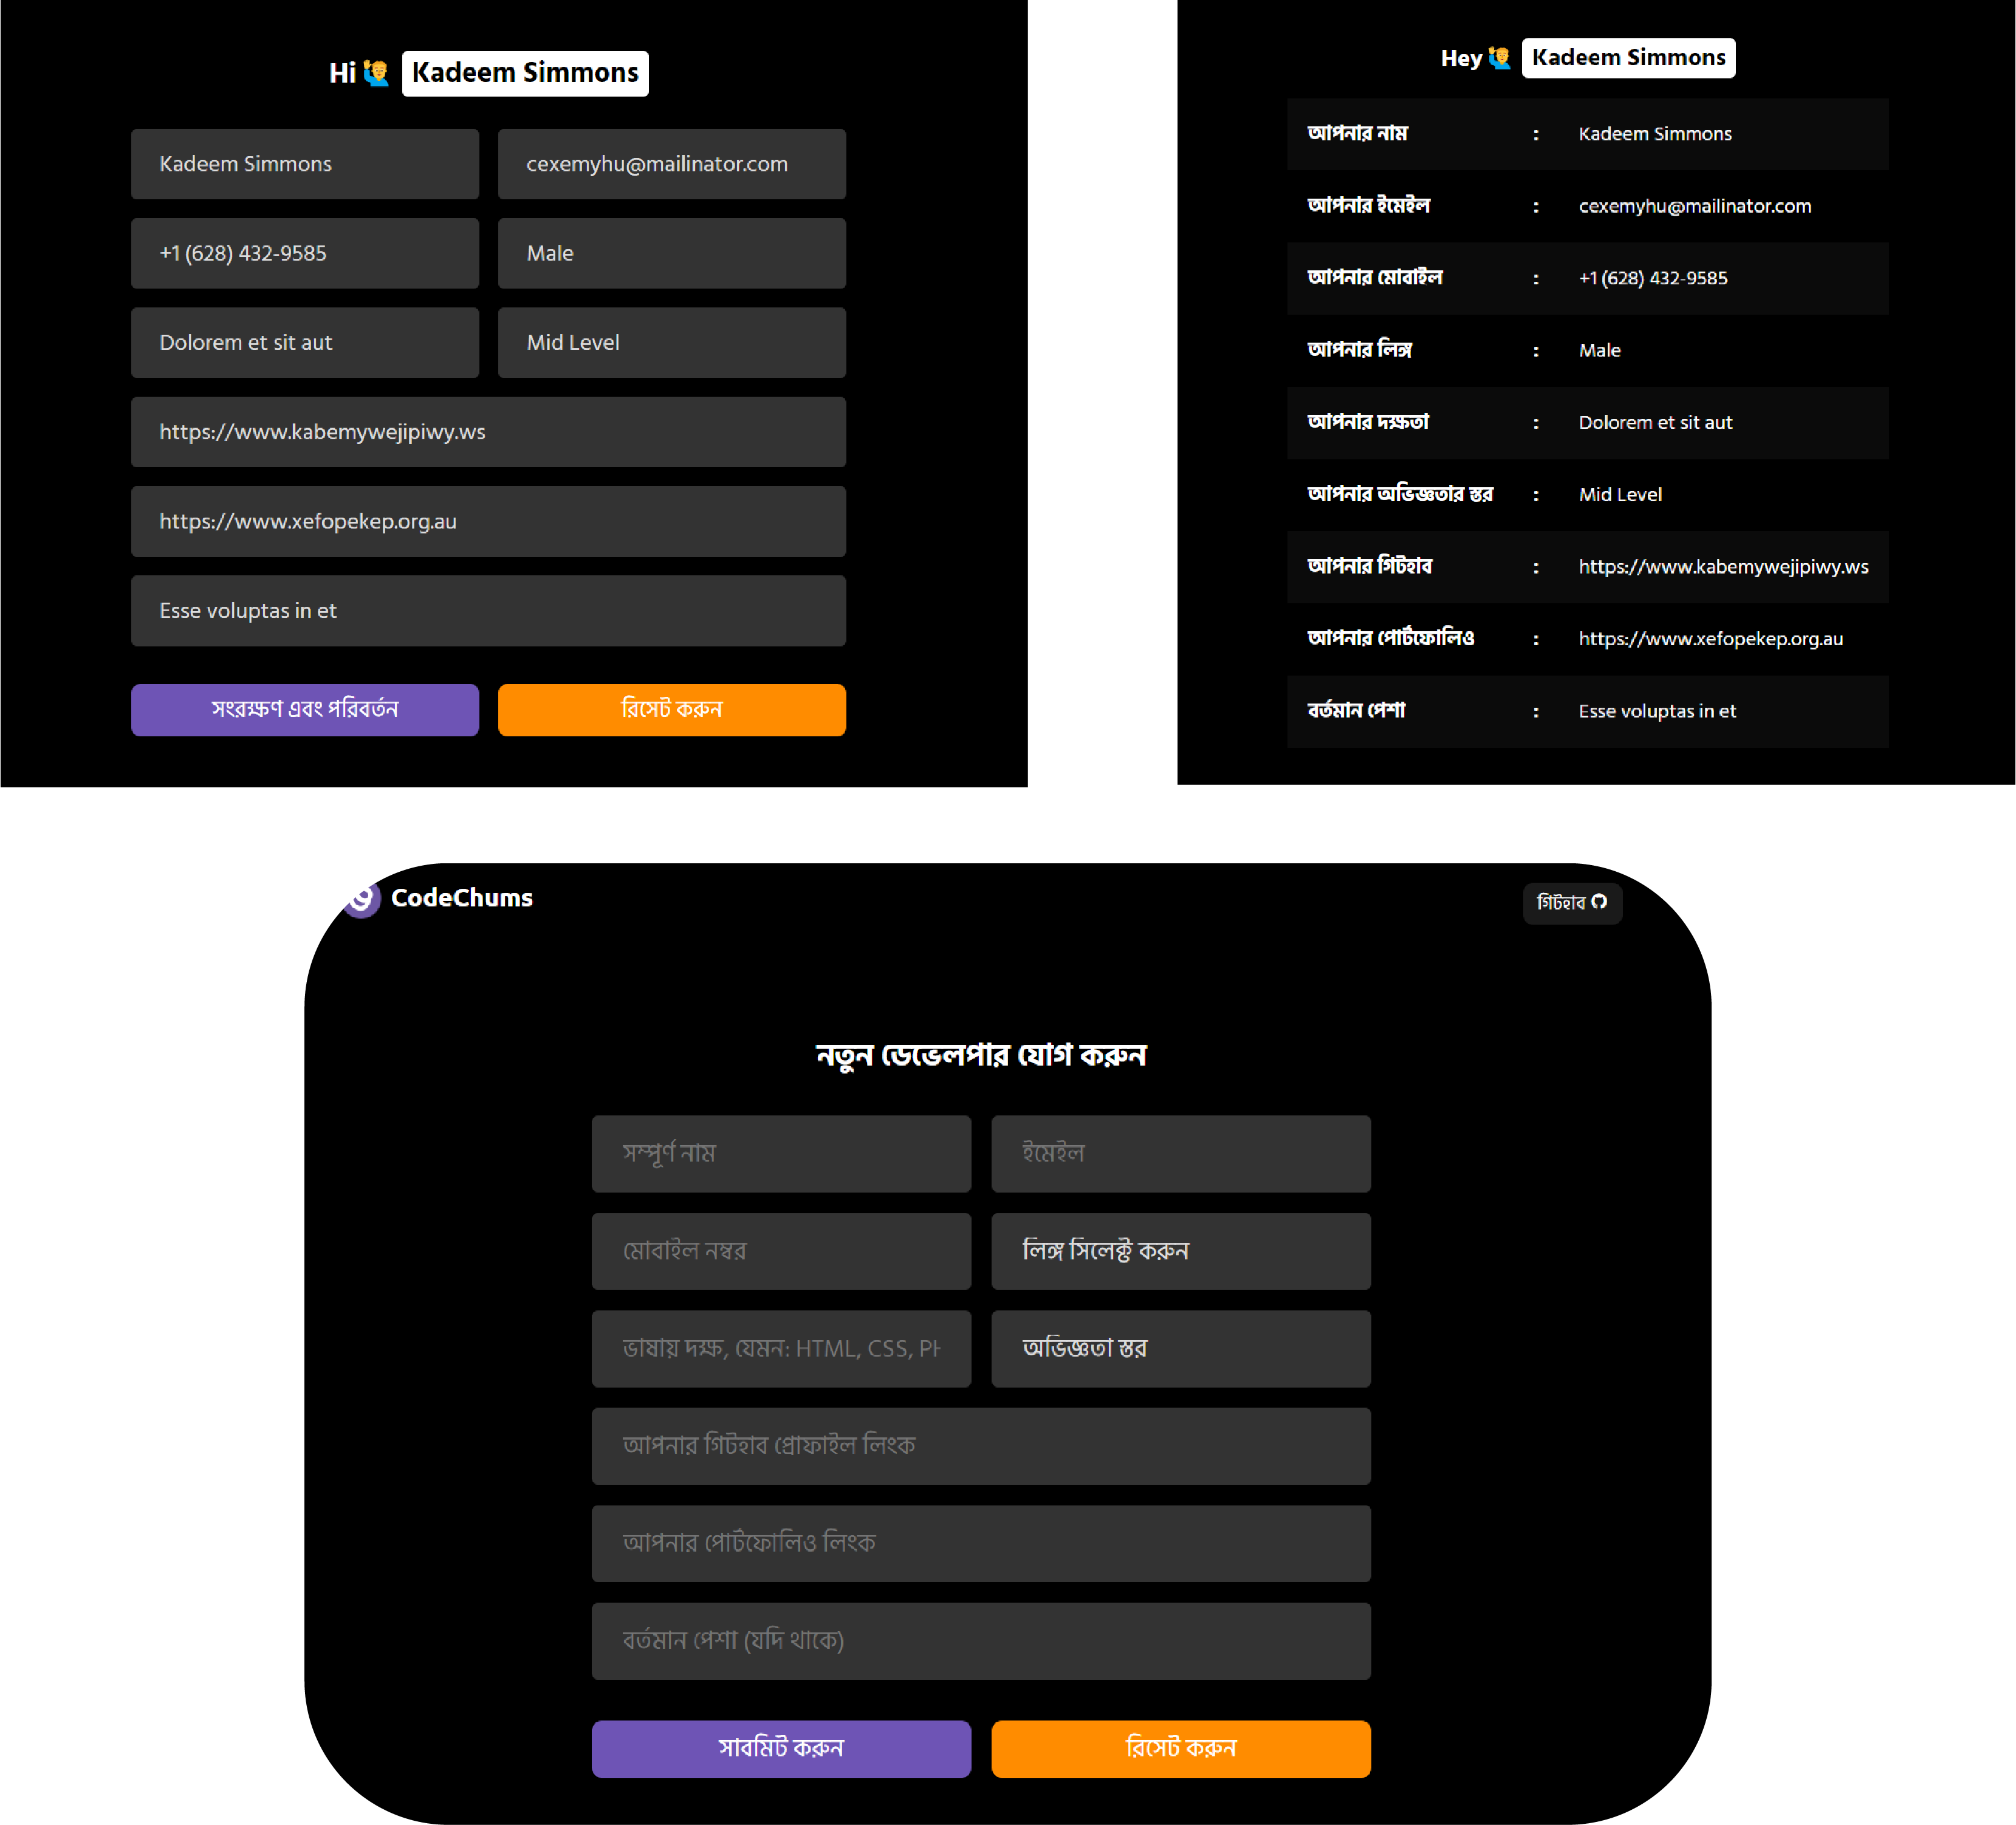 Hi 🙋 Kadeem Simmons
Kadeem Simmons
cexemyhu@mailinator.com
+1 (628) 432-9585
Male
Dolorem et sit aut
Mid Level
https://www.kabemywejipiwy.ws
https://www.xefopekep.org.au
Esse voluptas in et
সংরক্ষণ এবং পরিবর্তন
রিসেট করুন
Hey 🙋 Kadeem Simmons
আপনার নাম : Kadeem Simmons
আপনার ইমেইল : cexemyhu@mailinator.com
আপনার মোবাইল : +1 (628) 432-9585
আপনার লিঙ্গ : Male
আপনার দক্ষতা : Dolorem et sit aut
আপনার অভিজ্ঞতার স্তর : Mid Level
আপনার গিটহাব : https://www.kabemywejipiwy.ws
আপনার পোর্টফোলিও : https://www.xefopekep.org.au
বর্তমান পেশা : Esse voluptas in et
CodeChums
গিটহাব
নতুন ডেভেলপার যোগ করুন
সম্পূর্ণ নাম
ইমেইল
মোবাইল নম্বর
লিঙ্গ সিলেক্ট করুন
ভাষায় দক্ষ, যেমন: HTML, CSS, PH
অভিজ্ঞতা স্তর
আপনার গিটহাব প্রোফাইল লিংক
আপনার পোর্টফোলিও লিংক
বর্তমান পেশা (যদি থাকে)
সাবমিট করুন
রিসেট করুন